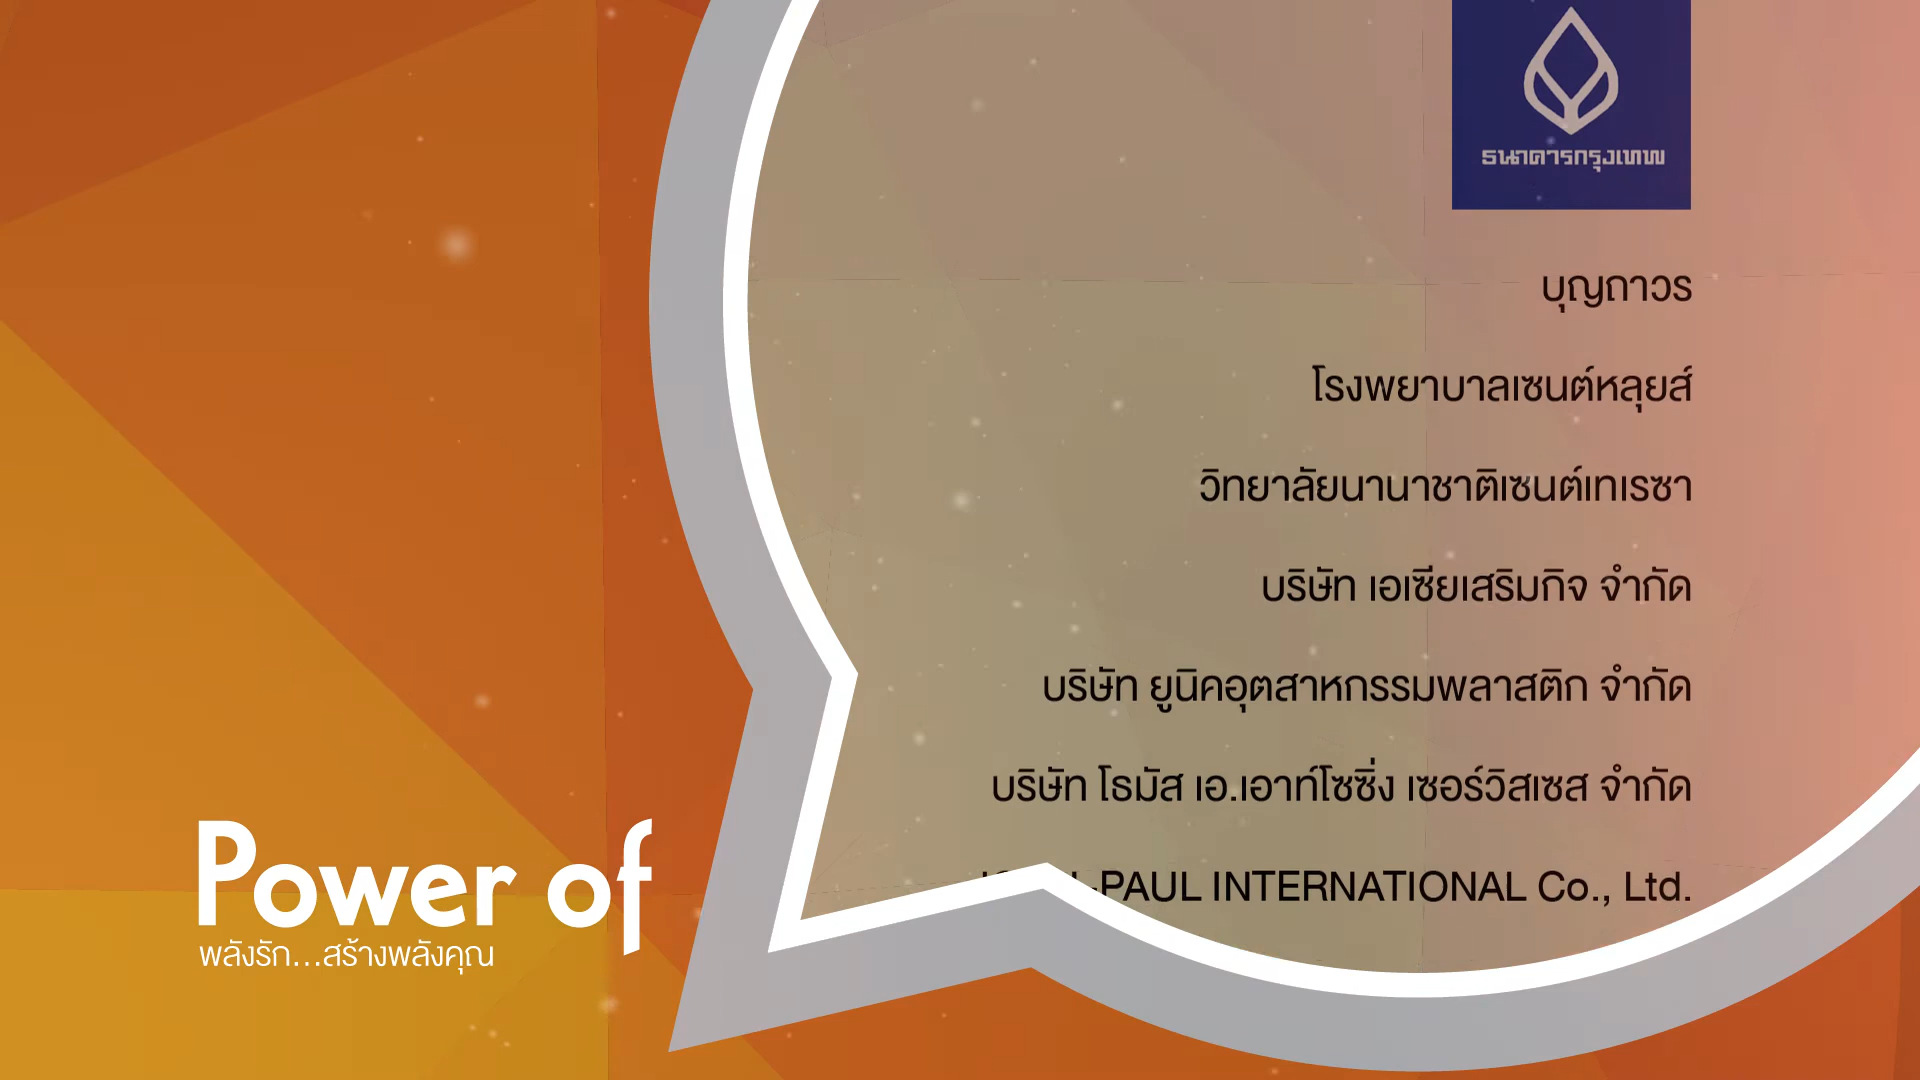 ธนาคารกรุงเทพ
บุญถาวร
โรงพยาบาลเซนต์หลุยส์
วิทยาลัยนานาชาติเซนต์เทเรซา
บริษัท เอเซียเสริมกิจ จำกัด
บริษัท ยูนิคอุตสาหกรรมพลาสติก จำกัด
บริษัท โธมัส เอ.เอาท์โซซิ่ง เซอร์วิสเซส จำกัด
-PAUL INTERNATIONAL Co., Ltd.
Power of
พลังรัก...สร้างพลังคุณ